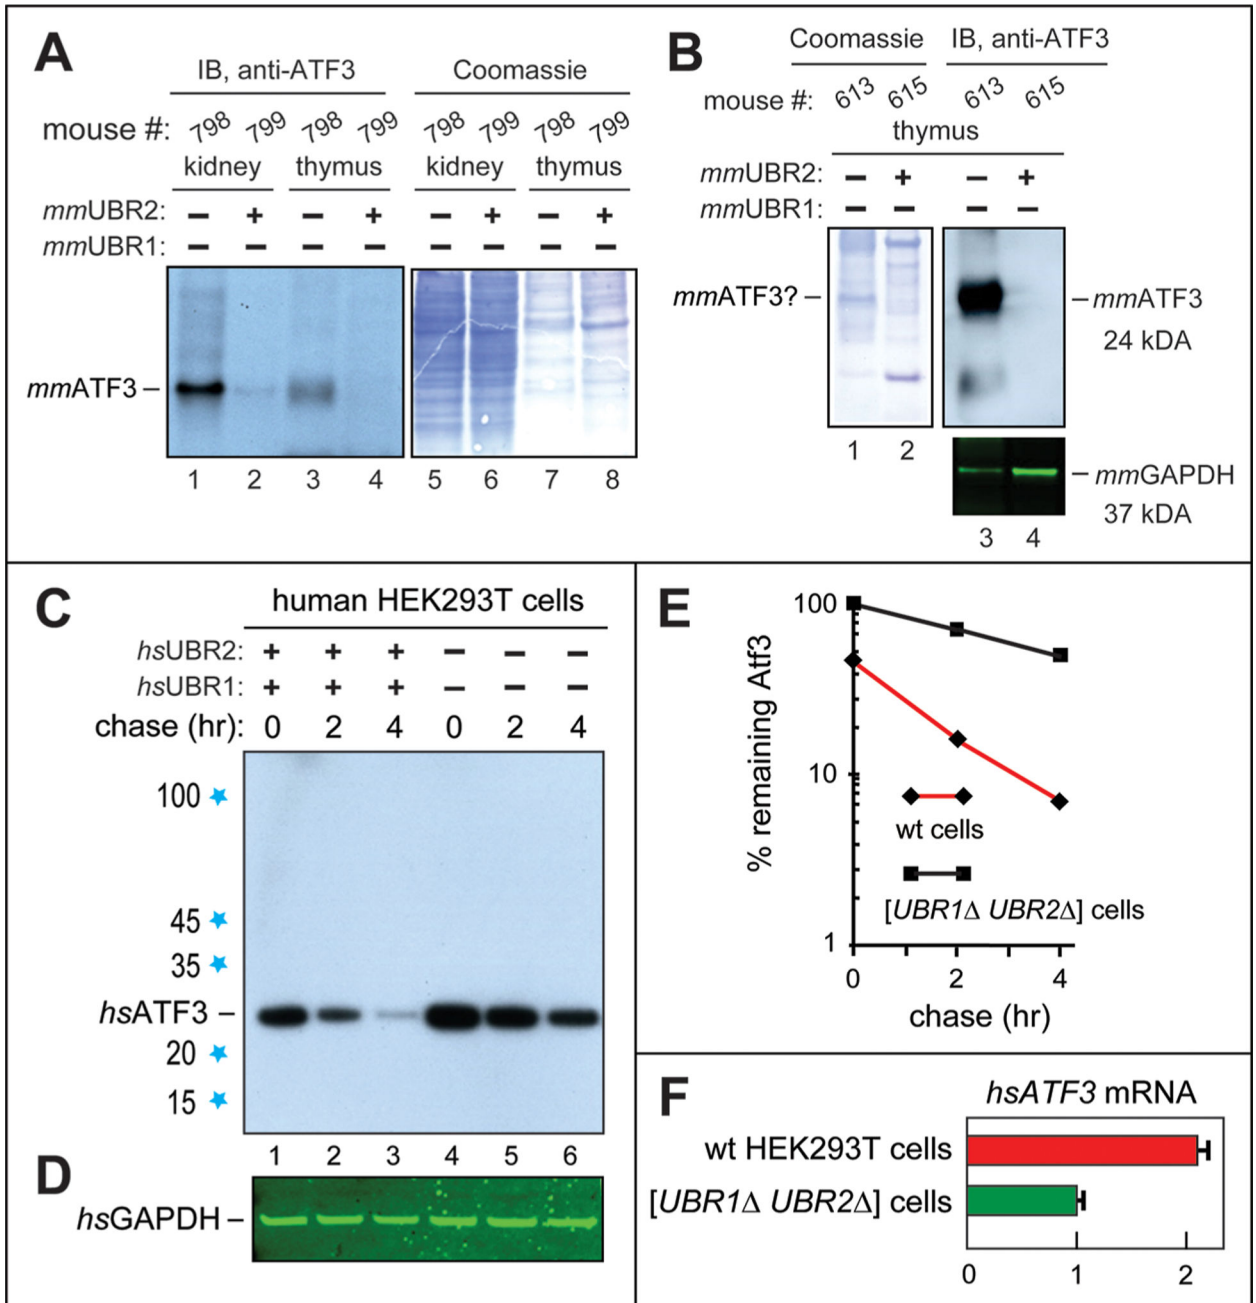 A
IB, anti-ATF3 Coomassie
mouse #: 798 799 798 799 798 799 798 799
kidney thymus kidney thymus
mmUBR2: – + – + – + – +
mmUBR1: – – – – – – – –
mmATF3 –
1 2 3 4 5 6 7 8
B
Coomassie IB, anti-ATF3
mouse #: 613 615 613 615
thymus
mmUBR2: – + – +
mmUBR1: – – – –
mmATF3? – – mmATF3
24 kDA
1 2
– mmGAPDH
37 kDA
3 4
C
human HEK293T cells
hsUBR2: + + + – – –
hsUBR1: + + + – – –
chase (hr): 0 2 4 0 2 4
100
45
35
hsATF3 –
20
15
1 2 3 4 5 6
D
hsGAPDH –
E
% remaining Atf3
100
10
1
wt cells
[UBR1Δ UBR2Δ] cells
0 2 4
chase (hr)
F
hsATF3 mRNA
wt HEK293T cells
[UBR1Δ UBR2Δ] cells
0 1 2